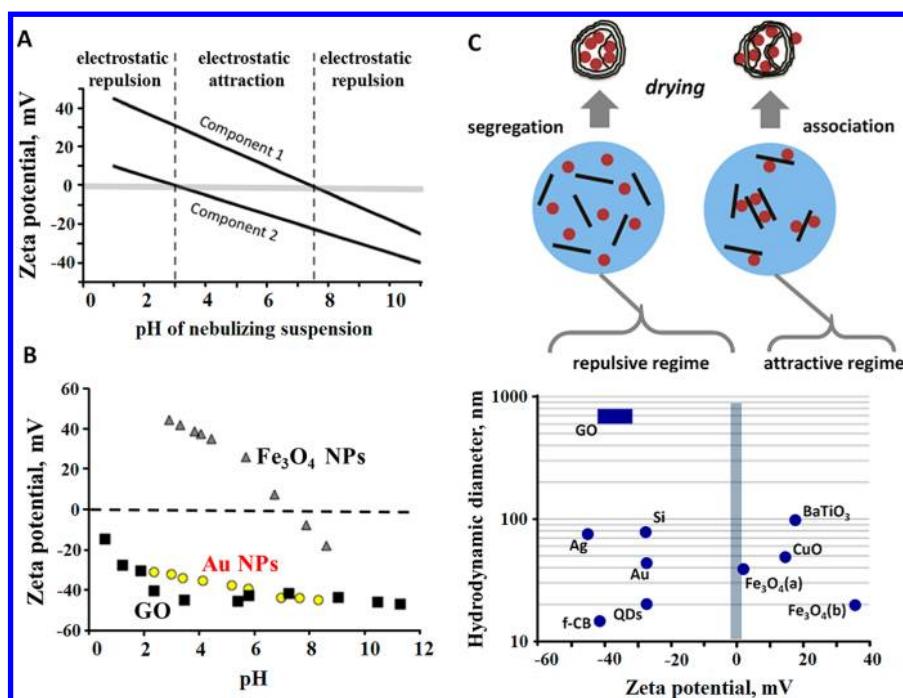 A
electrostatic repulsion
electrostatic attraction
electrostatic repulsion
Zeta potential, mV
40
20
0
-20
-40
Component 1
Component 2
0 2 4 6 8 10
pH of nebulizing suspension
B
Zeta potential, mV
60
40
20
0
-20
-40
-60
Fe₃O₄ NPs
Au NPs
GO
0 2 4 6 8 10 12
pH
C
drying
segregation
association
repulsive regime
attractive regime
Hydrodynamic diameter, nm
1000
100
10
GO
Ag
Si
Au
f-CB
QDs
BaTiO₃
CuO
Fe₃O₄(a)
Fe₃O₄(b)
-60 -40 -20 0 20 40
Zeta potential, mV